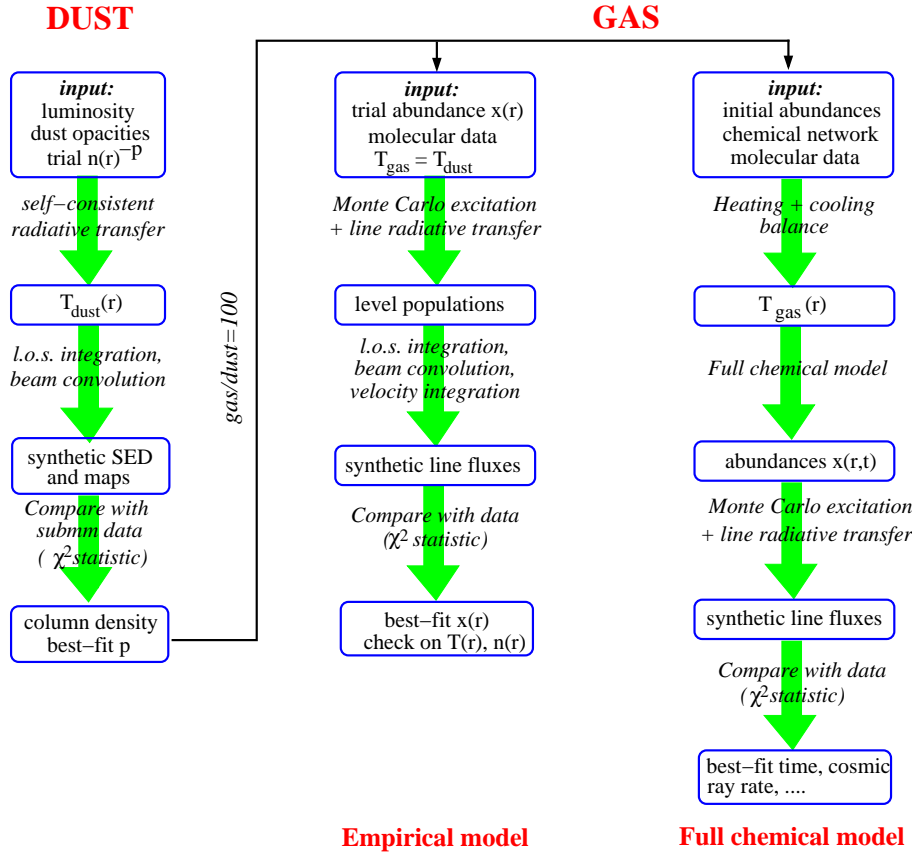 DUST
GAS
input:
luminosity
dust opacities
trial n(r)^−p
self−consistent
radiative transfer
T_dust(r)
l.o.s. integration,
beam convolution
synthetic SED
and maps
Compare with
submm data
( χ² statistic)
column density
best−fit p
gas/dust=100
input:
trial abundance x(r)
molecular data
T_gas = T_dust
Monte Carlo excitation
+ line radiative transfer
level populations
l.o.s. integration,
beam convolution,
velocity integration
synthetic line fluxes
Compare with data
(χ² statistic)
best−fit x(r)
check on T(r), n(r)
Empirical model
input:
initial abundances
chemical network
molecular data
Heating + cooling
balance
T_gas (r)
Full chemical model
abundances x(r,t)
Monte Carlo excitation
+ line radiative transfer
synthetic line fluxes
Compare with data
( χ² statistic)
best−fit time, cosmic
ray rate, ....
Full chemical model